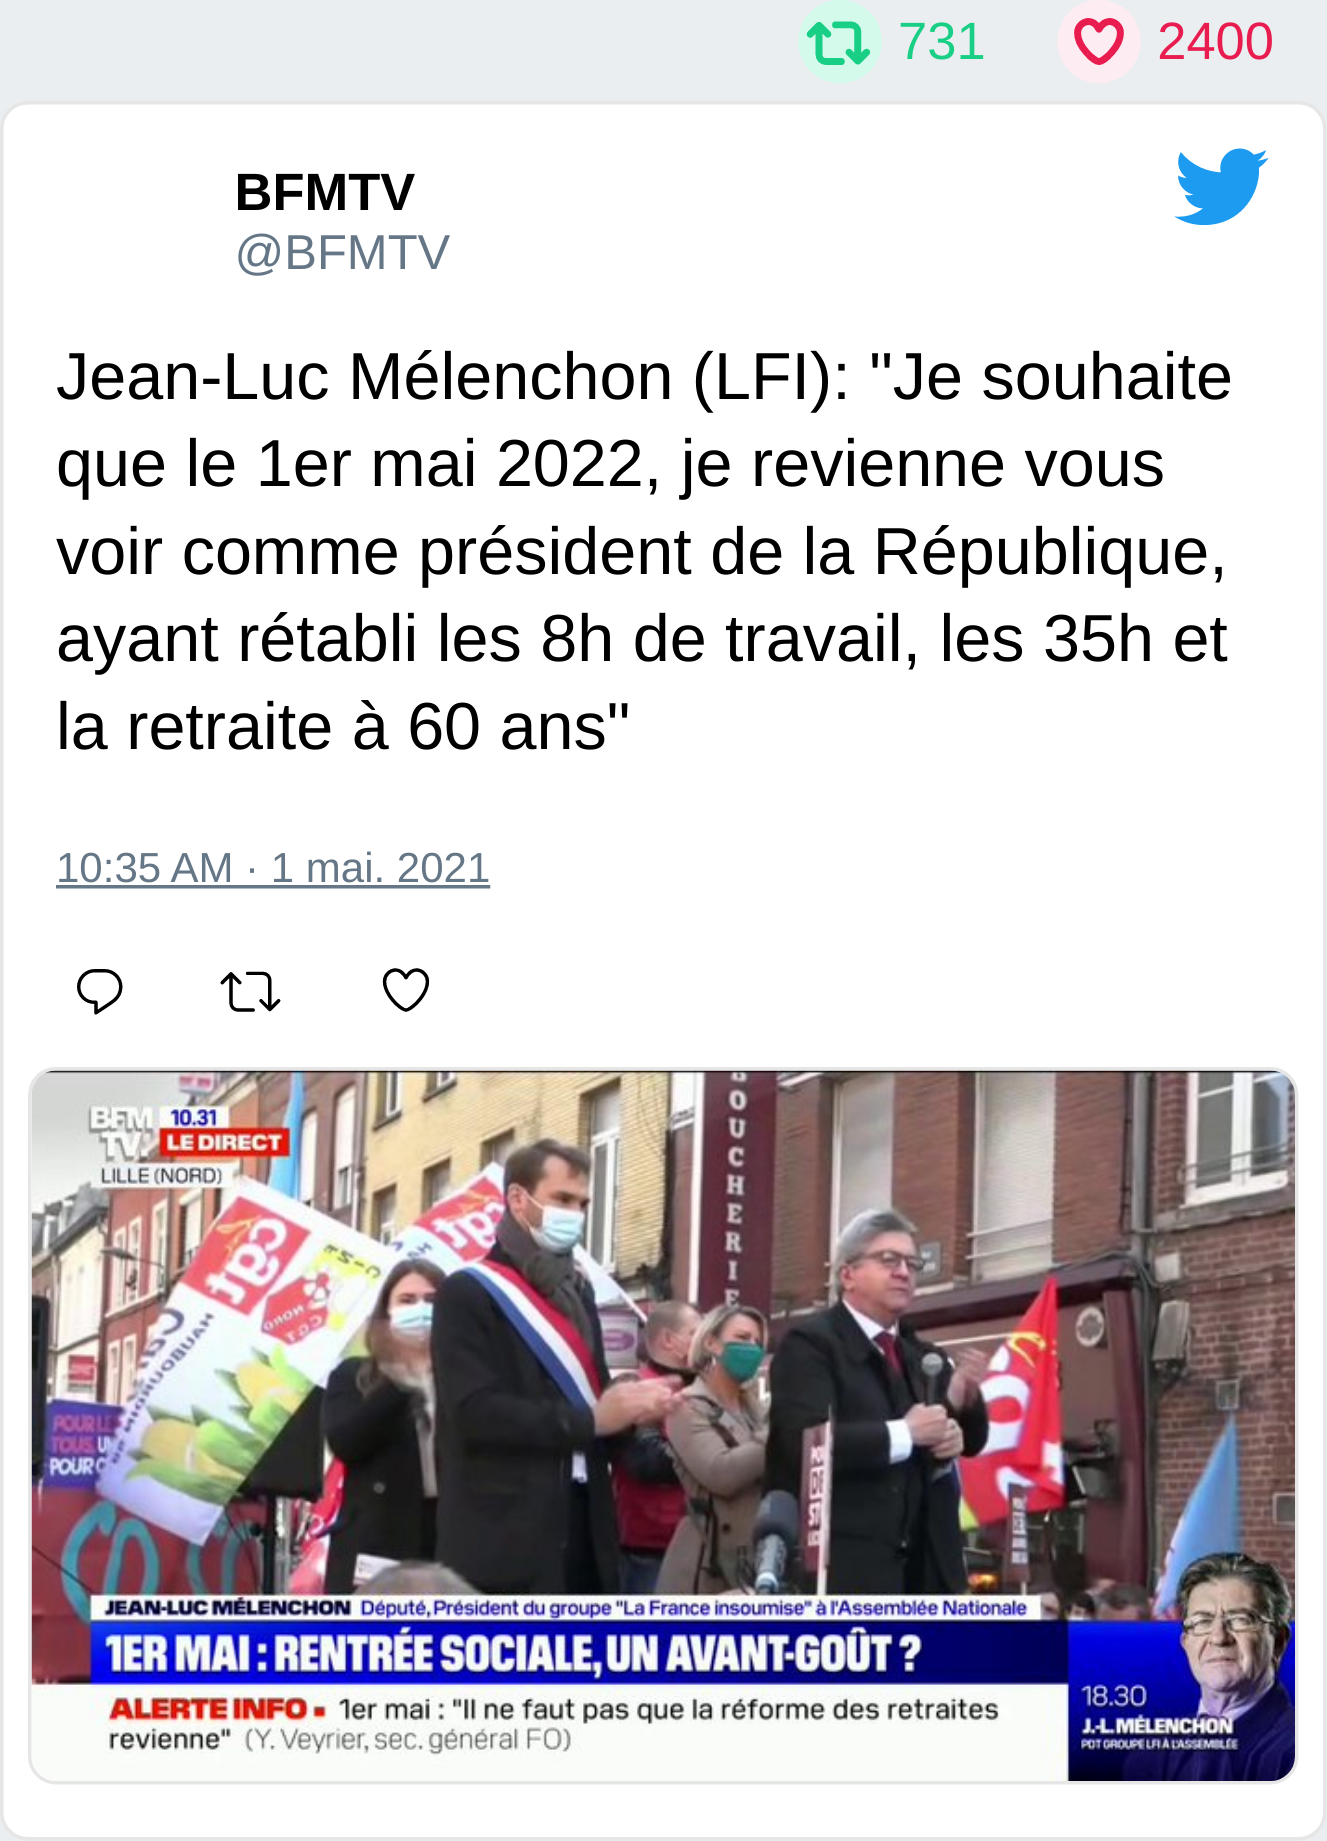 731 2400
BFMTV
@BFMTV
Jean-Luc Mélenchon (LFI): "Je souhaite
que le 1er mai 2022, je revienne vous
voir comme président de la République,
ayant rétabli les 8h de travail, les 35h et
la retraite à 60 ans"
10:35 AM · 1 mai. 2021
BFM 10.31
TV. LE DIRECT
LILLE (NORD)
OUCHERIE
cgt
cgt
NORD
C.G.T
POUR
TOUS, UN
POUR
JEAN-LUC MÉLENCHON Député, Président du groupe "La France insoumise" à l'Assemblée Nationale
1ER MAI : RENTRÉE SOCIALE, UN AVANT-GOÛT ?
ALERTE INFO ▪ 1er mai : "Il ne faut pas que la réforme des retraites
revienne" (Y. Veyrier, sec. général FO)
18.30
J.-L. MÉLENCHON
PDT GROUPE LFI À L'ASSEMBLÉE